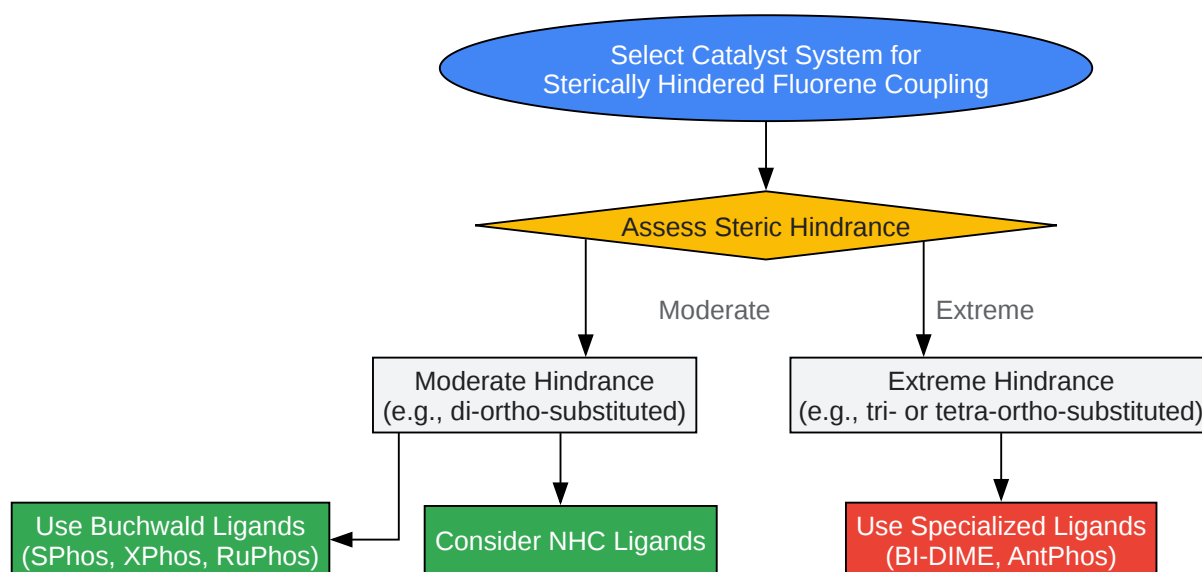 Select Catalyst System for
Sterically Hindered Fluorene Coupling
Assess Steric Hindrance
Moderate
Extreme
Moderate Hindrance
(e.g., di-ortho-substituted)
Extreme Hindrance
(e.g., tri- or tetra-ortho-substituted)
Use Buchwald Ligands
(SPhos, XPhos, RuPhos)
Consider NHC Ligands
Use Specialized Ligands
(BI-DIME, AntPhos)